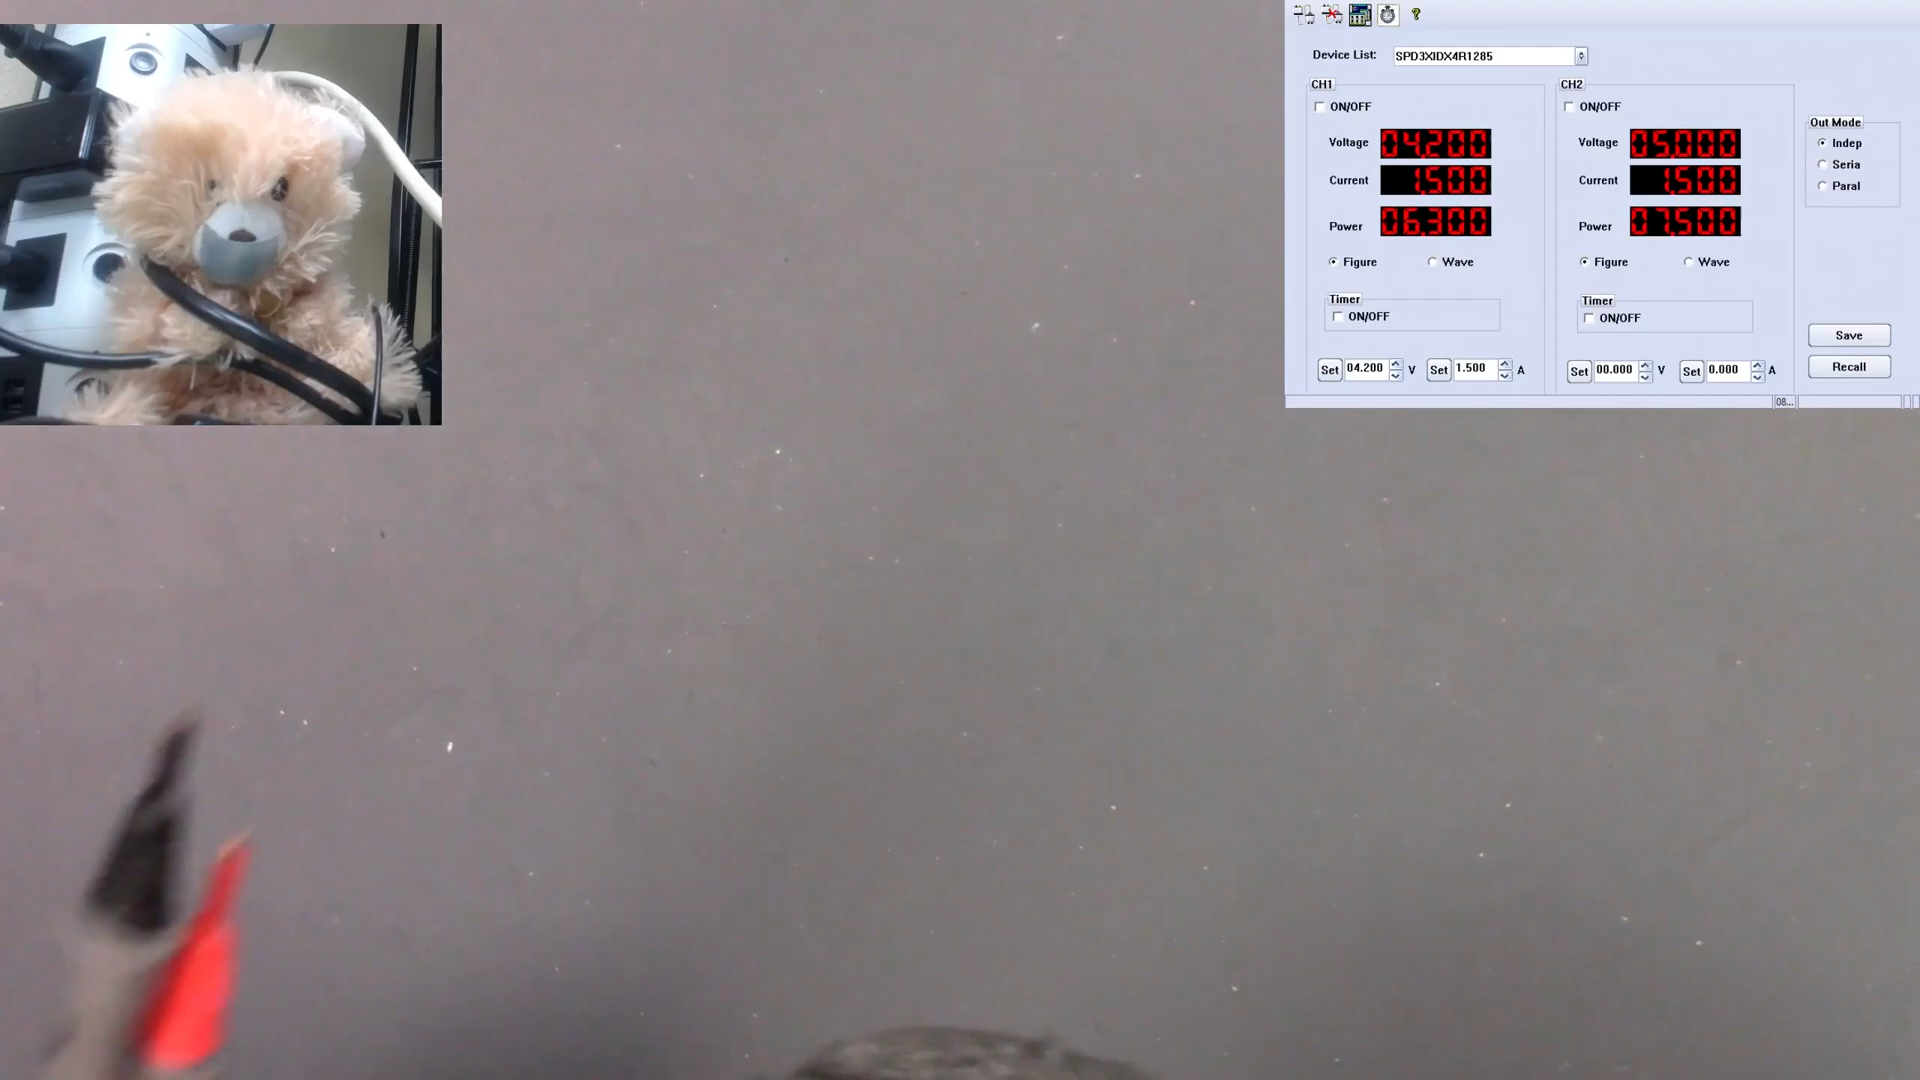 Device List: SPD3XIDX4R1285
CH1
ON/OFF
Voltage 04.200
Current 1.500
Power 06.300
Figure Wave
Timer
ON/OFF
Set 04.200 V Set 1.500 A
CH2
ON/OFF
Voltage 05.000
Current 1.500
Power 07.500
Figure Wave
Timer
ON/OFF
Set 00.000 V Set 0.000 A
Out Mode
Indep
Seria
Paral
Save
Recall
08...